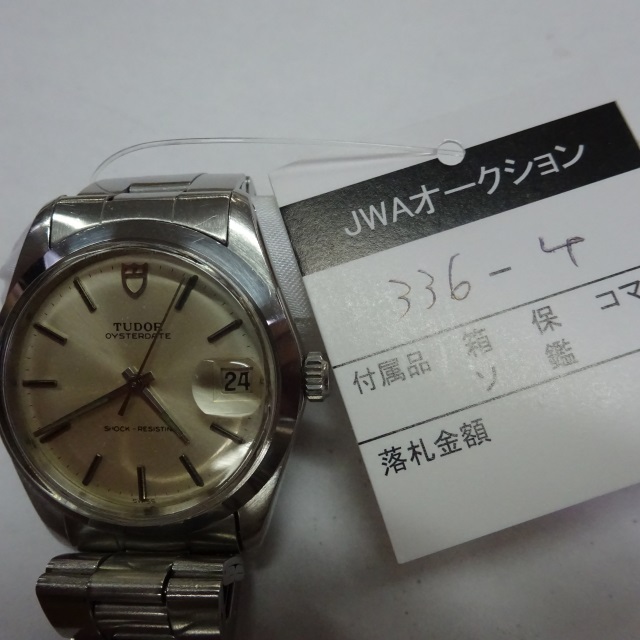 TUDOR
OYSTERDATE
24
SHOCK-RESISTI
JWAオークション
336-4
付属品 箱 保 コマ
ソ 鑑
落札金額